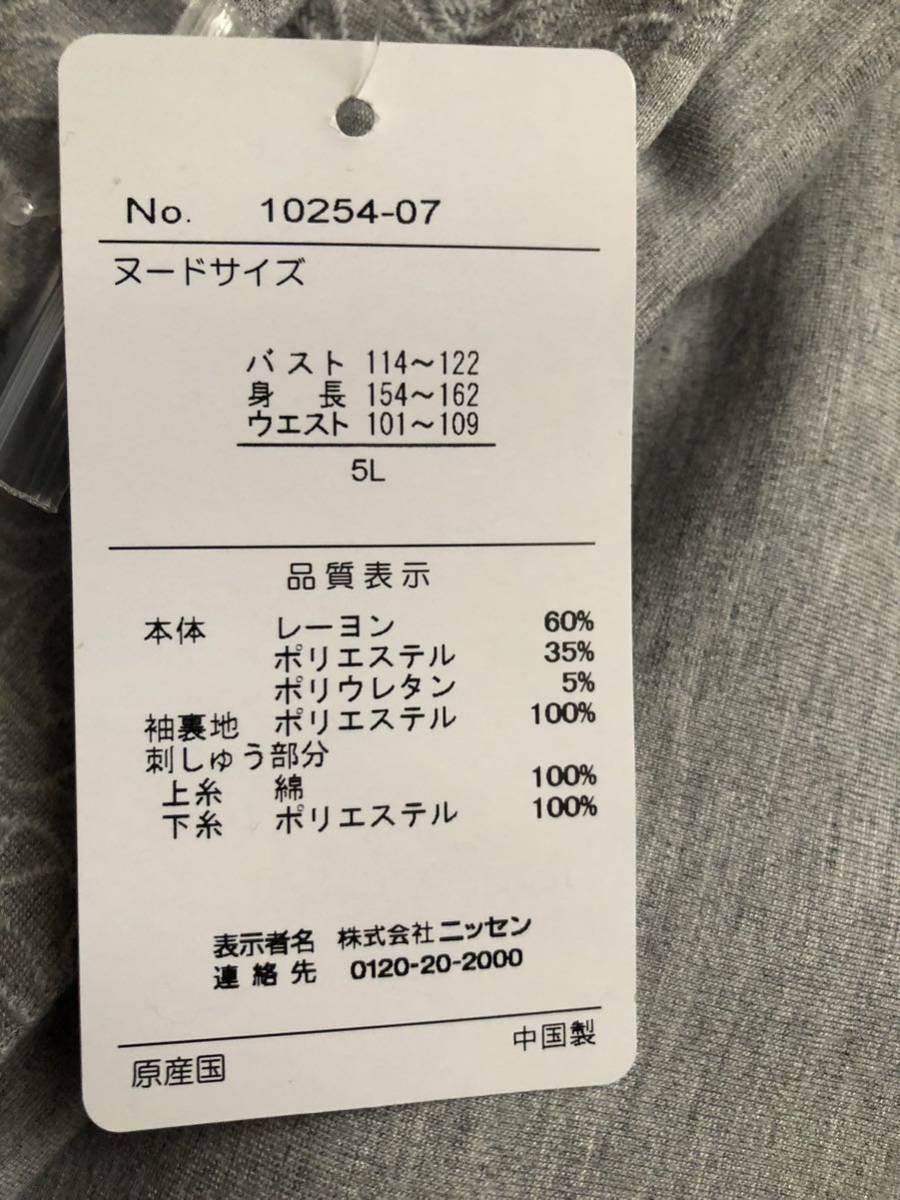 No. 10254-07
ヌードサイズ
バスト 114～122
身長 154～162
ウエスト 101～109
5L
品質表示
本体 レーヨン 60%
ポリエステル 35%
ポリウレタン 5%
袖裏地 ポリエステル 100%
刺しゅう部分
上糸 綿 100%
下糸 ポリエステル 100%
表示者名 株式会社ニッセン
連絡先 0120-20-2000
原産国 中国製